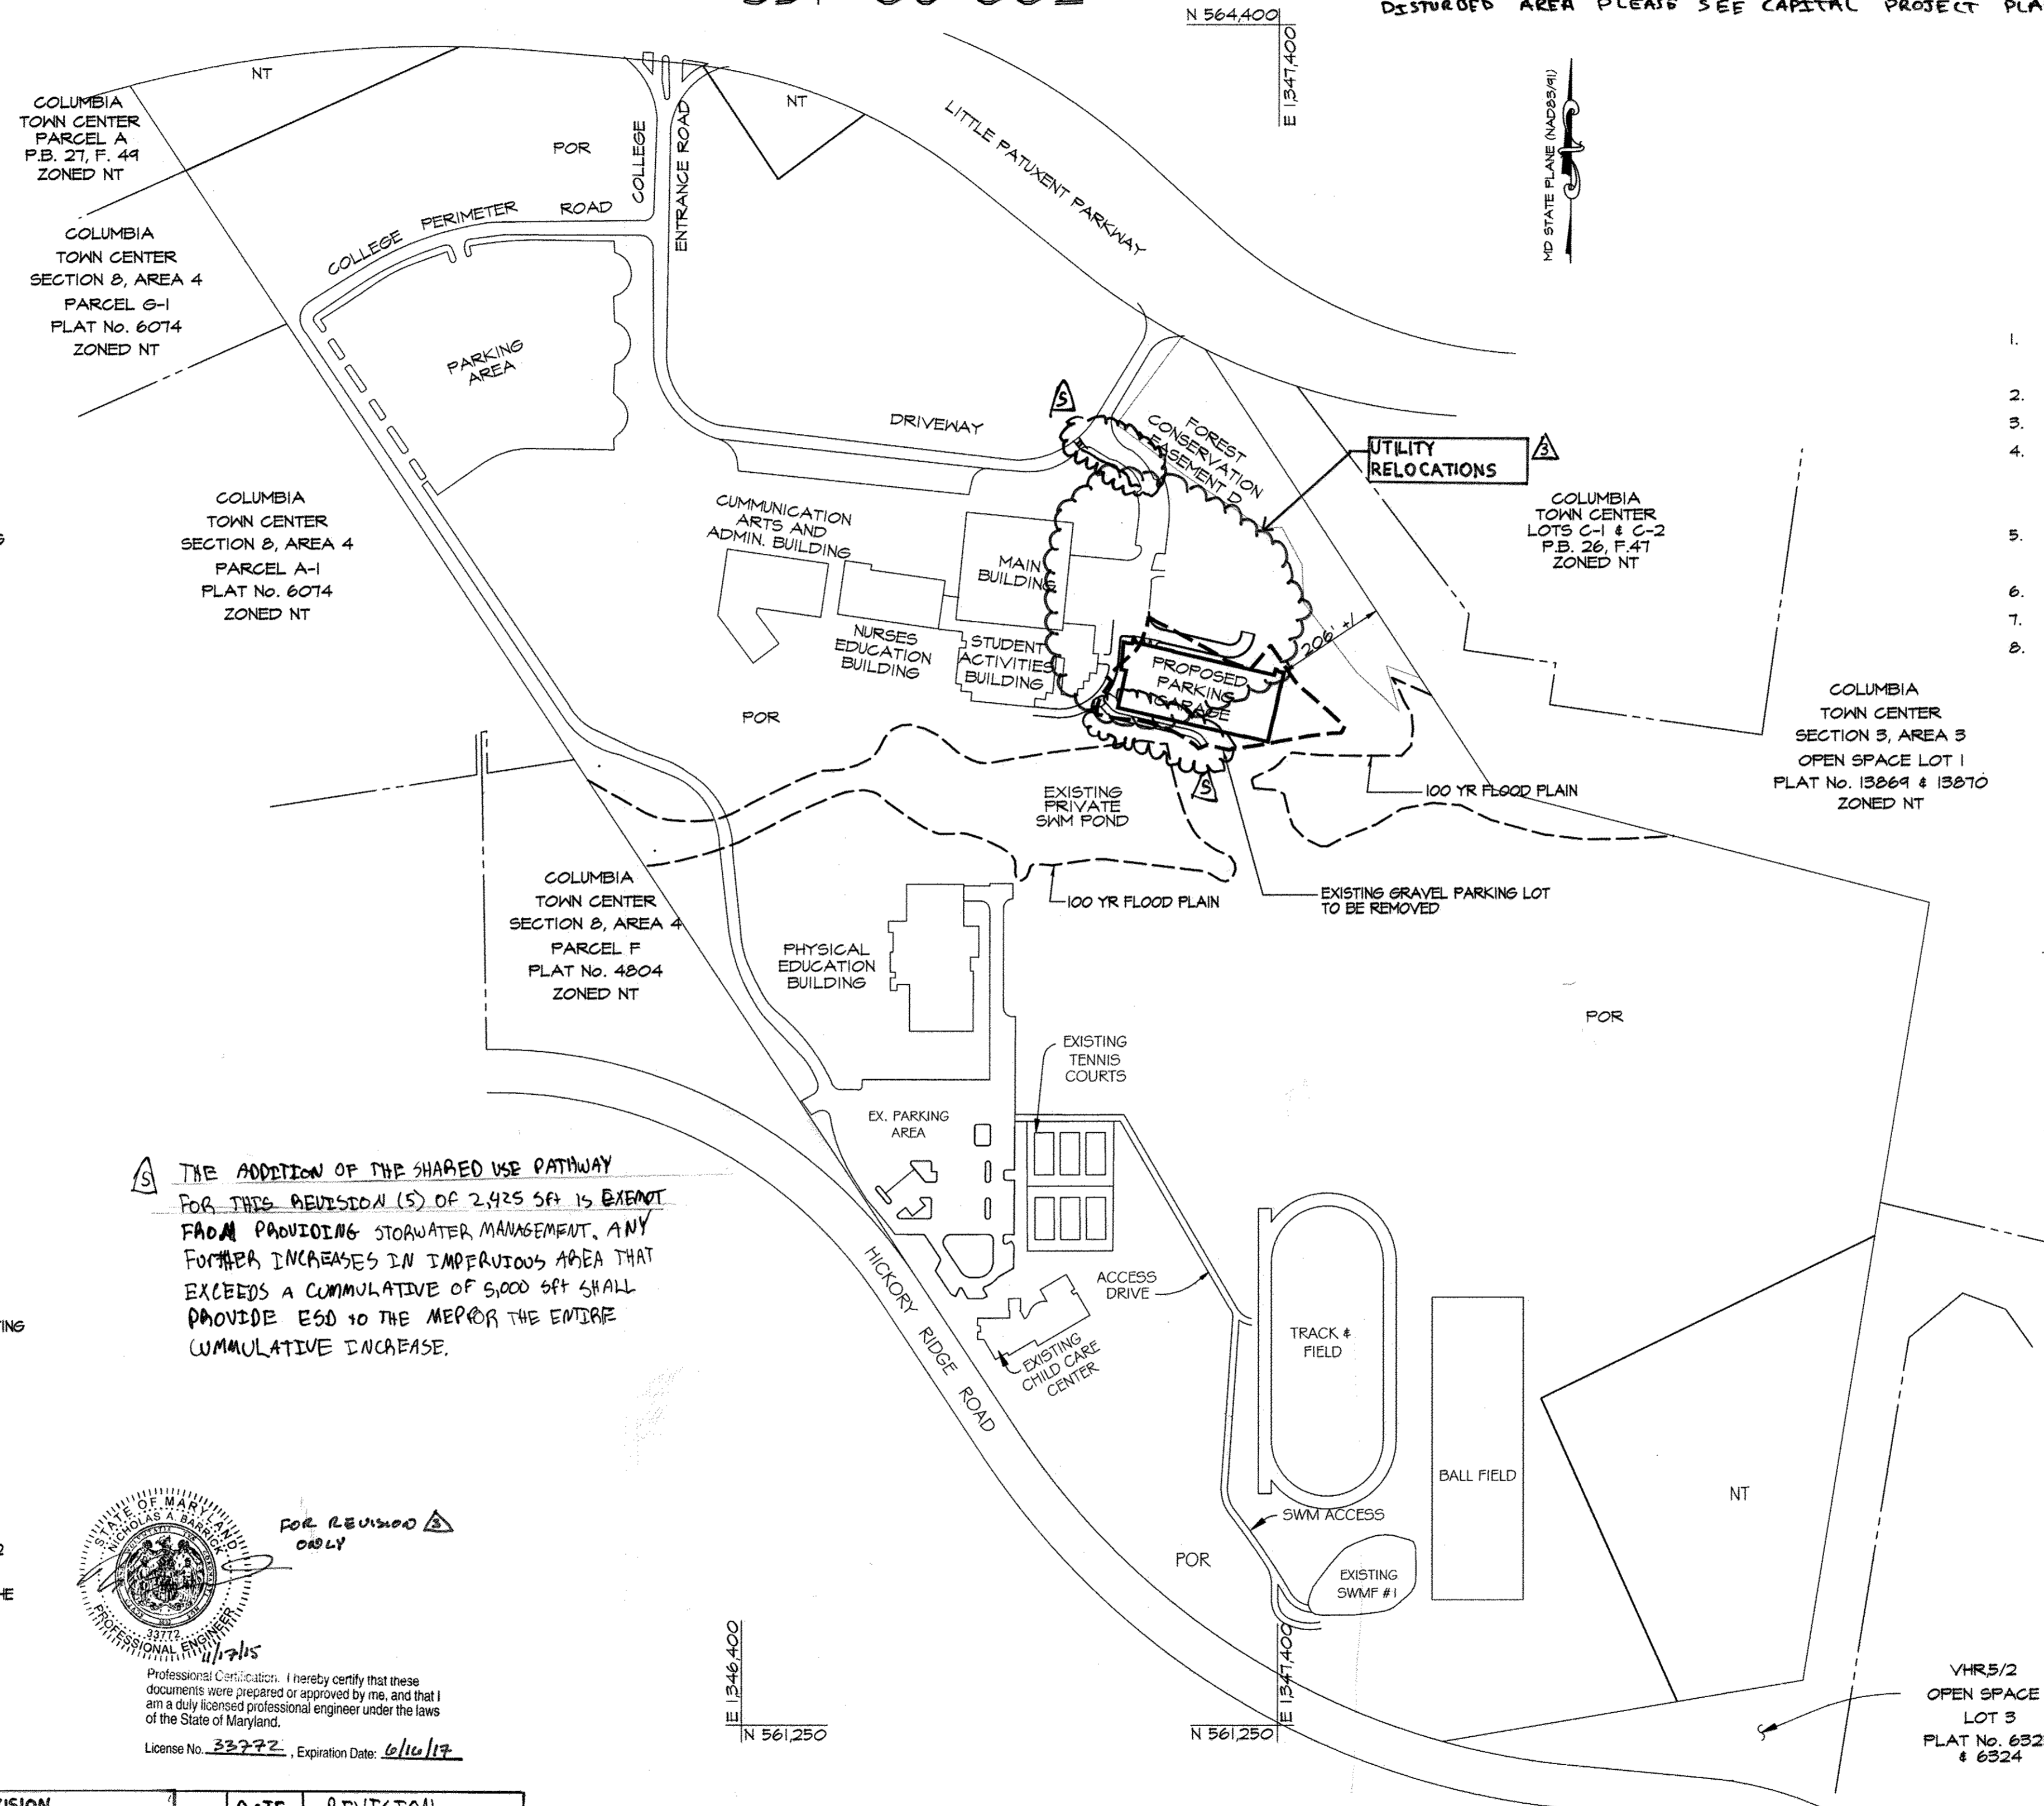 N 564,400
E 1,347,400
DISTURBED AREA PLEASE SEE CAPITAL PROJECT PLA
MD STATE PLANE (NAD83/91)
NT
NT
COLUMBIA
TOWN CENTER
PARCEL A
P.B. 27, F. 49
ZONED NT
POR
COLLEGE
ENTRANCE ROAD
LITTLE PATUXENT PARKWAY
COLLEGE PERIMETER ROAD
COLUMBIA
TOWN CENTER
SECTION 8, AREA 4
PARCEL G-1
PLAT No. 6074
ZONED NT
PARKING
AREA
1.
2.
3.
4.
5.
6.
7.
8.
DRIVEWAY
5
FOREST
CONSERVATION
EASEMENT D
UTILITY
RELOCATIONS
3
COLUMBIA
TOWN CENTER
SECTION 8, AREA 4
PARCEL A-1
PLAT No. 6074
ZONED NT
CUMMUNICATION
ARTS AND
ADMIN. BUILDING
MAIN
BUILDING
COLUMBIA
TOWN CENTER
LOTS C-1 & C-2
P.B. 26, F.47
ZONED NT
NURSES
EDUCATION
BUILDING
STUDENT
ACTIVITIES
BUILDING
PROPOSED
PARKING
GARAGE
206' +/-
POR
COLUMBIA
TOWN CENTER
SECTION 3, AREA 3
OPEN SPACE LOT 1
PLAT No. 13869 & 13870
ZONED NT
EXISTING
PRIVATE
SWM POND
5
100 YR FLOOD PLAIN
100 YR FLOOD PLAIN
EXISTING GRAVEL PARKING LOT
TO BE REMOVED
COLUMBIA
TOWN CENTER
SECTION 8, AREA 4
PARCEL F
PLAT No. 4804
ZONED NT
PHYSICAL
EDUCATION
BUILDING
POR
EXISTING
TENNIS
COURTS
EX. PARKING
AREA
5 THE ADDITION OF THE SHARED USE PATHWAY
FOR THIS REVISION (5) OF 2,425 Sft IS EXEMPT
FROM PROVIDING STORWATER MANAGEMENT. ANY
FURTHER INCREASES IN IMPERVIOUS AREA THAT
EXCEEDS A CUMMULATIVE OF 5,000 Sft SHALL
PROVIDE ESD to THE MEP FOR THE ENTIRE
CUMMULATIVE INCREASE.
HICKORY RIDGE ROAD
ACCESS
DRIVE
EXISTING
CHILD CARE
CENTER
TRACK &
FIELD
BALL FIELD
NT
TING
SWM ACCESS
POR
EXISTING
SWMF #1
STATE OF MARYLAND
NICHOLAS A. BARRICK
33772
PROFESSIONAL ENGINEER
11/17/15
FOR REVISION 3
ONLY
2
HE
Professional Certification. I hereby certify that these
documents were prepared or approved by me, and that I
am a duly licensed professional engineer under the laws
of the State of Maryland.
License No. 33772, Expiration Date: 6/16/17
E 1,346,400
N 561,250
E 1,347,400
N 561,250
VHR,5/2
OPEN SPACE
LOT 3
PLAT No. 632
& 6324
ISION
DATE
REVISION